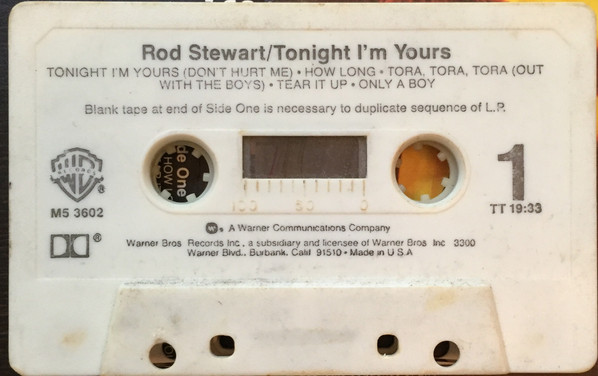 Rod Stewart/Tonight I'm Yours
TONIGHT I'M YOURS (DON'T HURT ME) • HOW LONG • TORA, TORA, TORA (OUT
WITH THE BOYS) • TEAR IT UP • ONLY A BOY
Blank tape at end of Side One is necessary to duplicate sequence of L.P.
de One
HOW
1
100 50 0
®
M5 3602
TT 19:33
®
A Warner Communications Company
Warner Bros. Records Inc., a subsidiary and licensee of Warner Bros. Inc. 3300
Warner Blvd., Burbank, Calif. 91510 • Made in U.S.A.